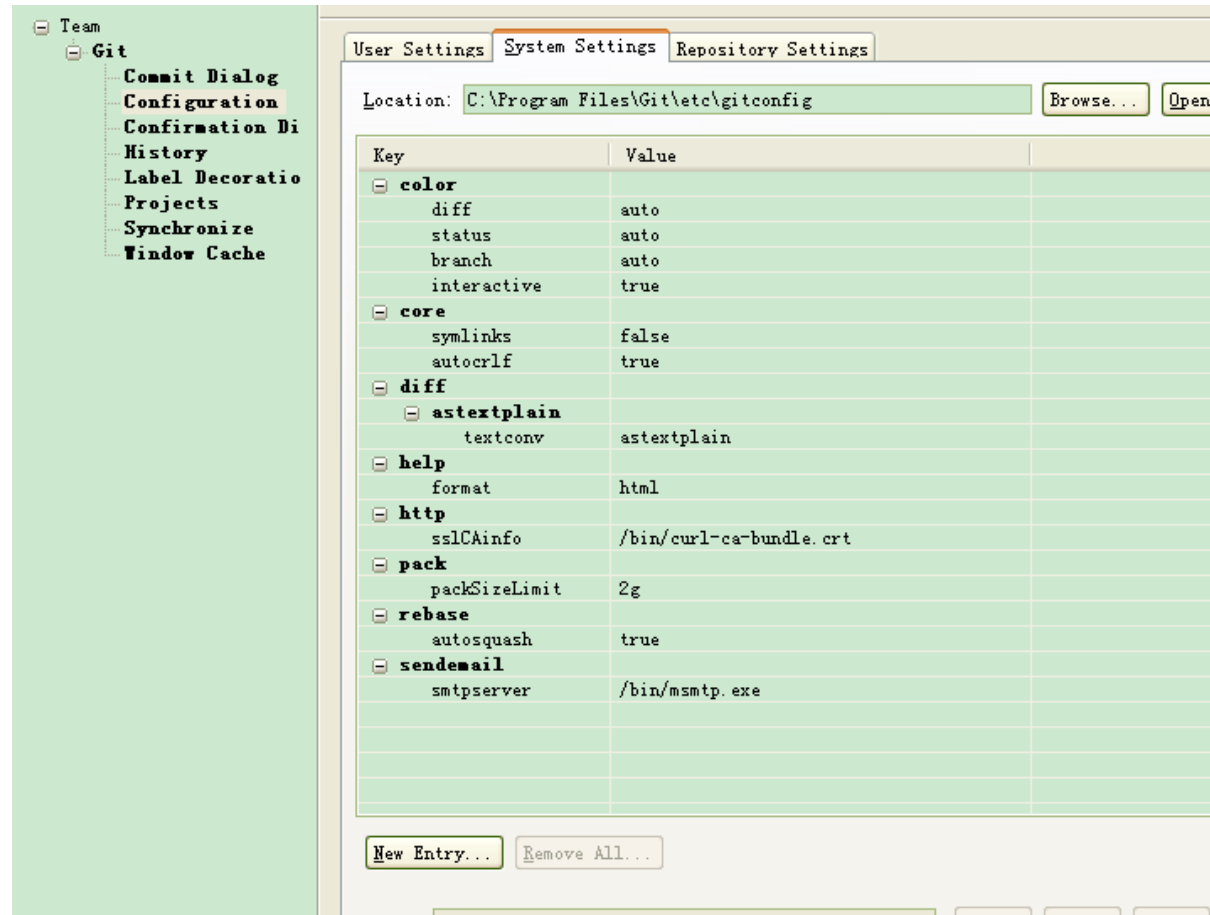 Team
Git
Commit Dialog
Configuration
Confirmation Di
History
Label Decoratio
Projects
Synchronize
Window Cache
User Settings System Settings Repository Settings
Location: C:\Program Files\Git\etc\gitconfig Browse... Open
Key Value
color
diff auto
status auto
branch auto
interactive true
core
symlinks false
autocrlf true
diff
astextplain
textconv astextplain
help
format html
http
sslCAinfo /bin/curl-ca-bundle.crt
pack
packSizeLimit 2g
rebase
autosquash true
sendemail
smtpserver /bin/msmtp.exe
New Entry... Remove All...